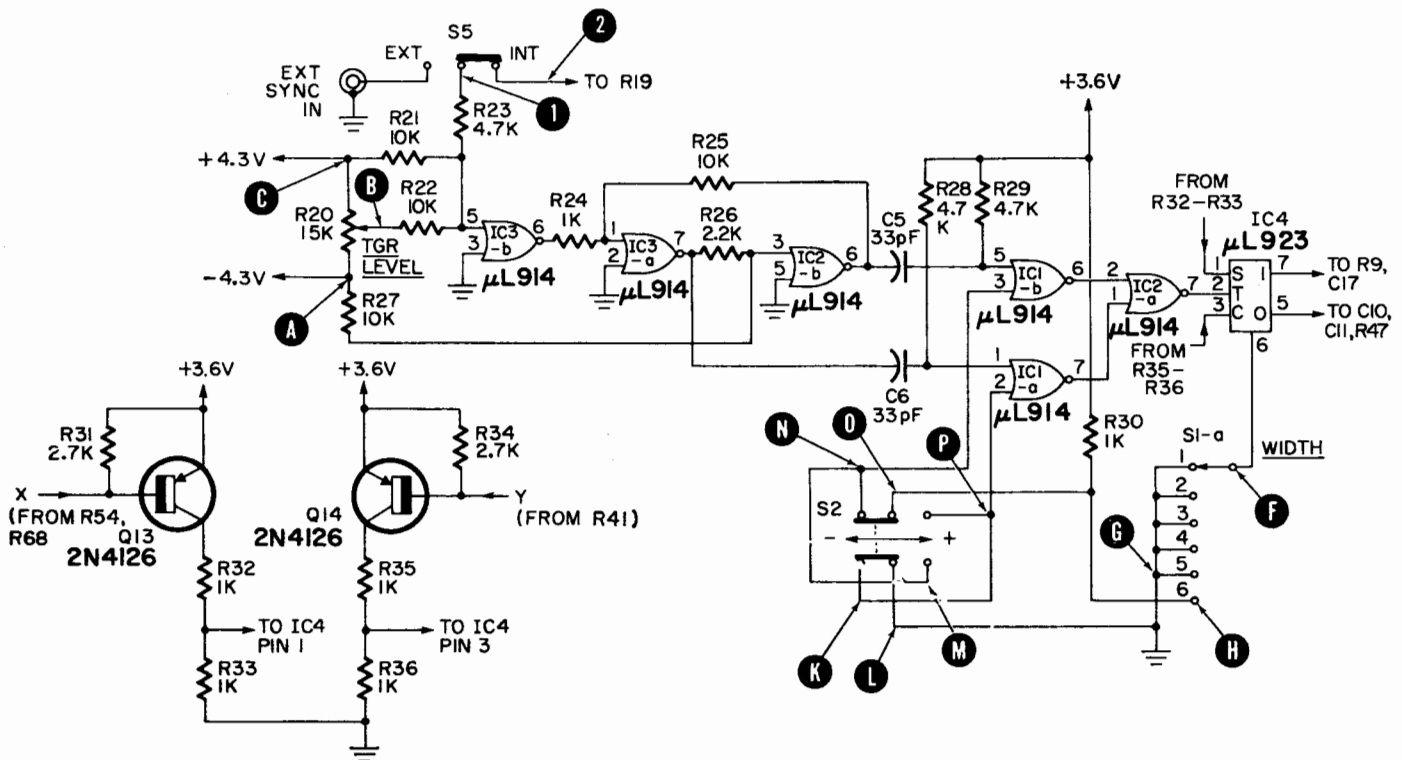 S5
2
EXT
INT
EXT
SYNC
IN
TO R19
1
+3.6V
R21
10K
R23
4.7K
R25
10K
+4.3V
C
B
R22
10K
R20
15K
TGR
LEVEL
-4.3V
A
R27
10K
5
3
IC3
-b
6
μL914
R24
1K
1
2
IC3
-a
7
μL914
R26
2.2K
3
5
IC2
-b
6
μL914
C5
33pF
R28
4.7
K
R29
4.7K
5
3
IC1
-b
6
μL914
2
1
IC2
-a
7
μL914
FROM
R32-R33
IC4
μL923
1
S
1
7
2
T
3
C
O
5
6
TO R9,
C17
TO C10,
C11,R47
FROM
R35-
R36
C6
33pF
1
2
IC1
-a
7
μL914
R30
1K
S1-a
WIDTH
1
2
3
4
5
6
F
G
H
N
O
P
S2
-
+
K
L
M
+3.6V
+3.6V
R31
2.7K
R34
2.7K
X
(FROM R54,
R68
Q13
2N4126
Q14
2N4126
Y
(FROM R41)
R32
1K
R35
1K
TO IC4
PIN 1
TO IC4
PIN 3
R33
1K
R36
1K